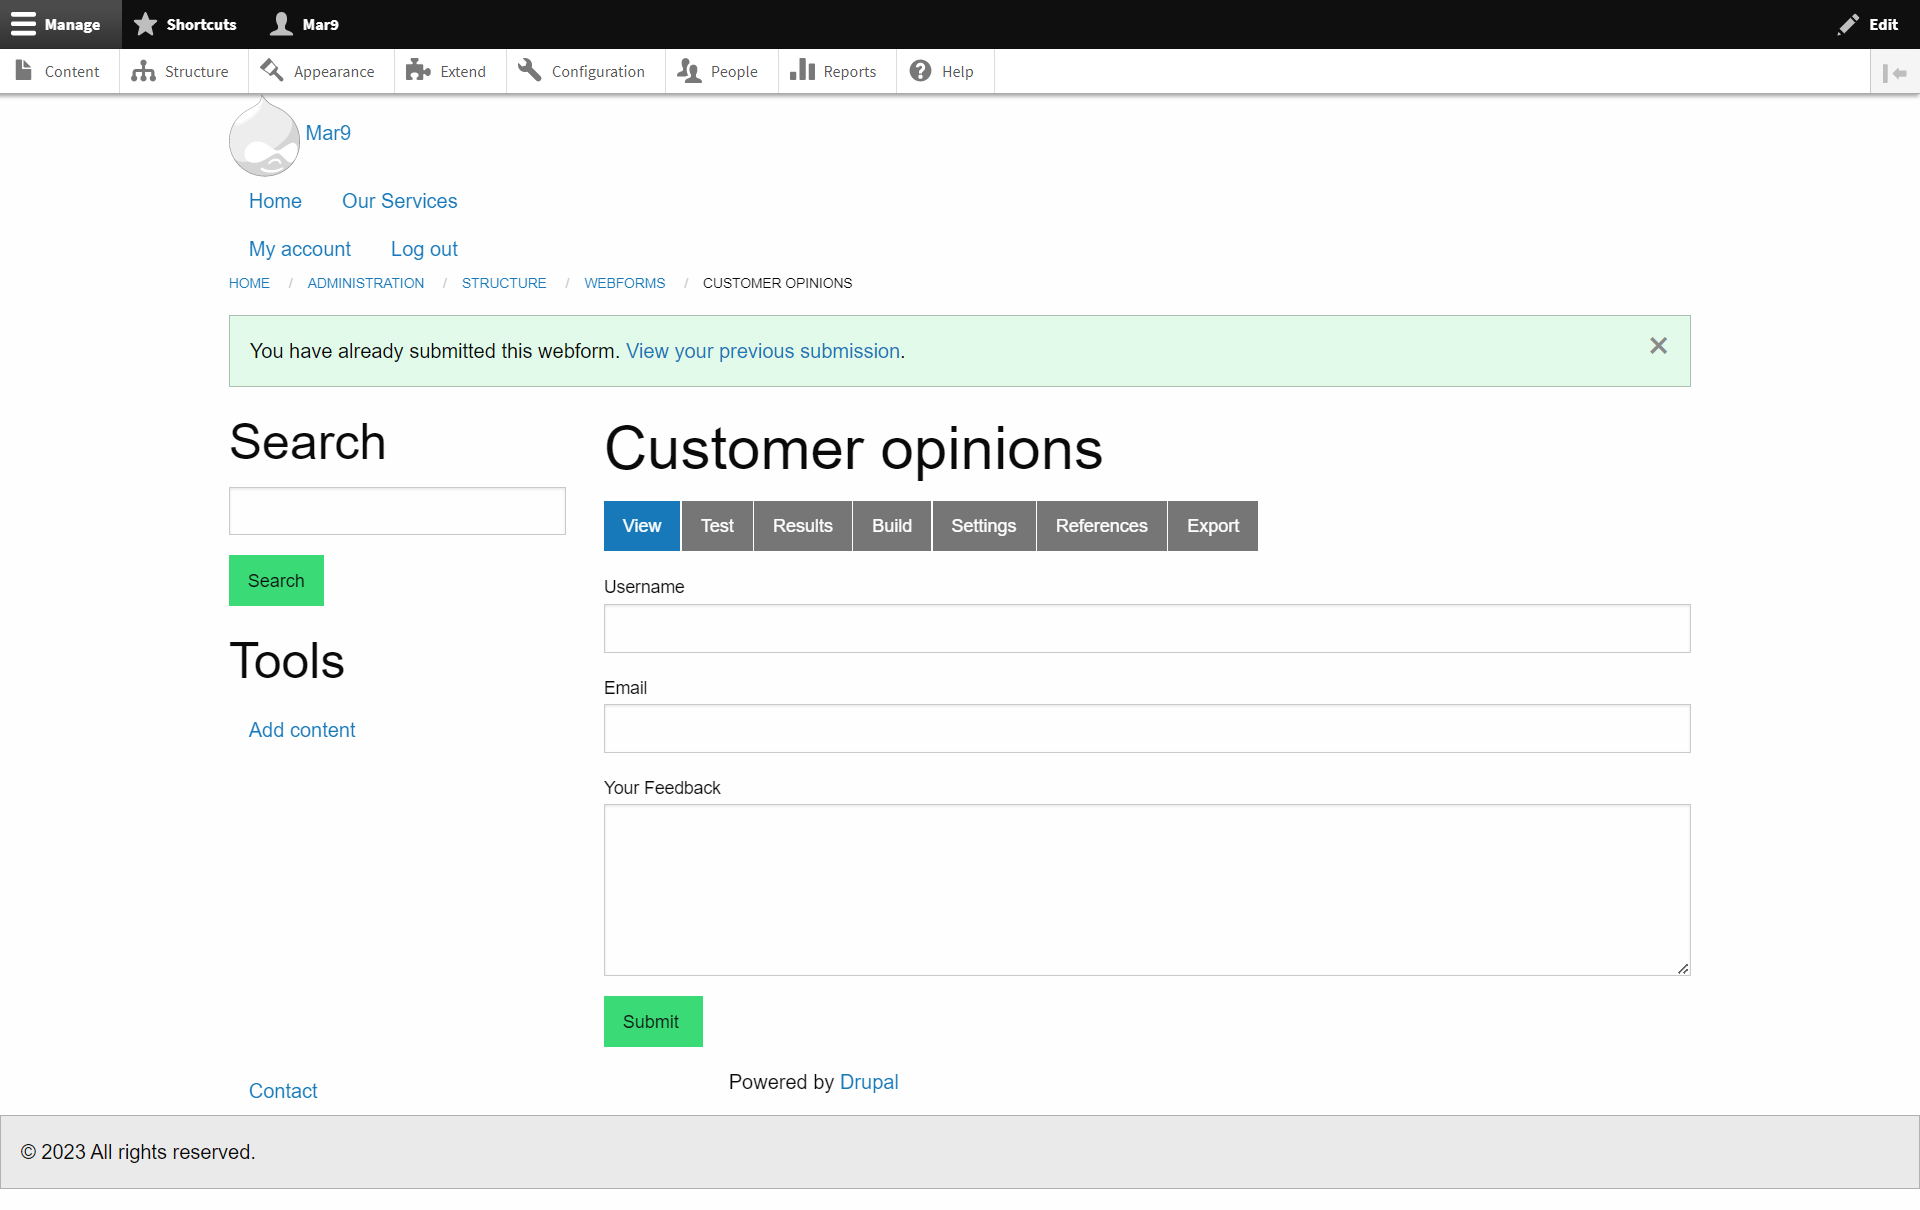 Manage Shortcuts Mar9 Edit
Content Structure Appearance Extend Configuration People Reports Help
Mar9
Home Our Services
My account Log out
HOME / ADMINISTRATION / STRUCTURE / WEBFORMS / CUSTOMER OPINIONS
You have already submitted this webform. View your previous submission.
Search
Search
Tools
Add content
Customer opinions
View Test Results Build Settings References Export
Username
Email
Your Feedback
Submit
Contact
Powered by Drupal
© 2023 All rights reserved.